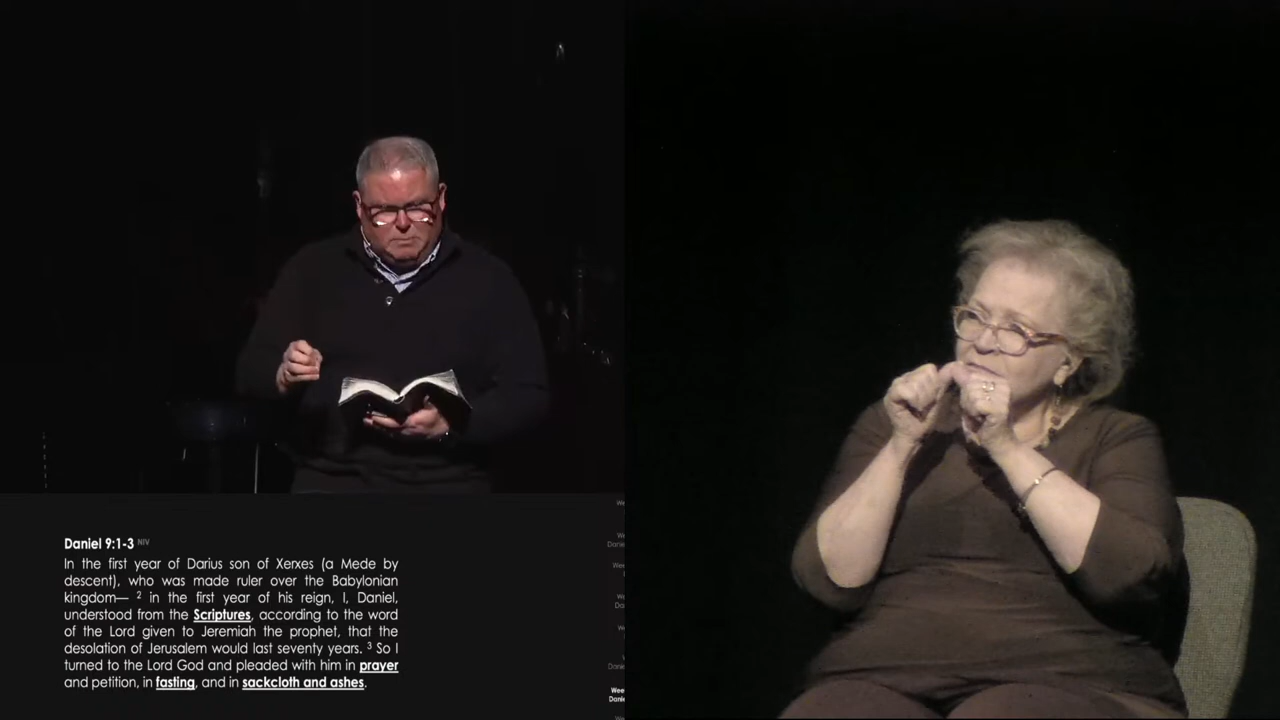 Daniel 9:1-3 NIV
In the first year of Darius son of Xerxes (a Mede by
descent), who was made ruler over the Babylonian
kingdom— 2 in the first year of his reign, I, Daniel,
understood from the Scriptures, according to the word
of the Lord given to Jeremiah the prophet, that the
desolation of Jerusalem would last seventy years. 3 So I
turned to the Lord God and pleaded with him in prayer
and petition, in fasting, and in sackcloth and ashes.